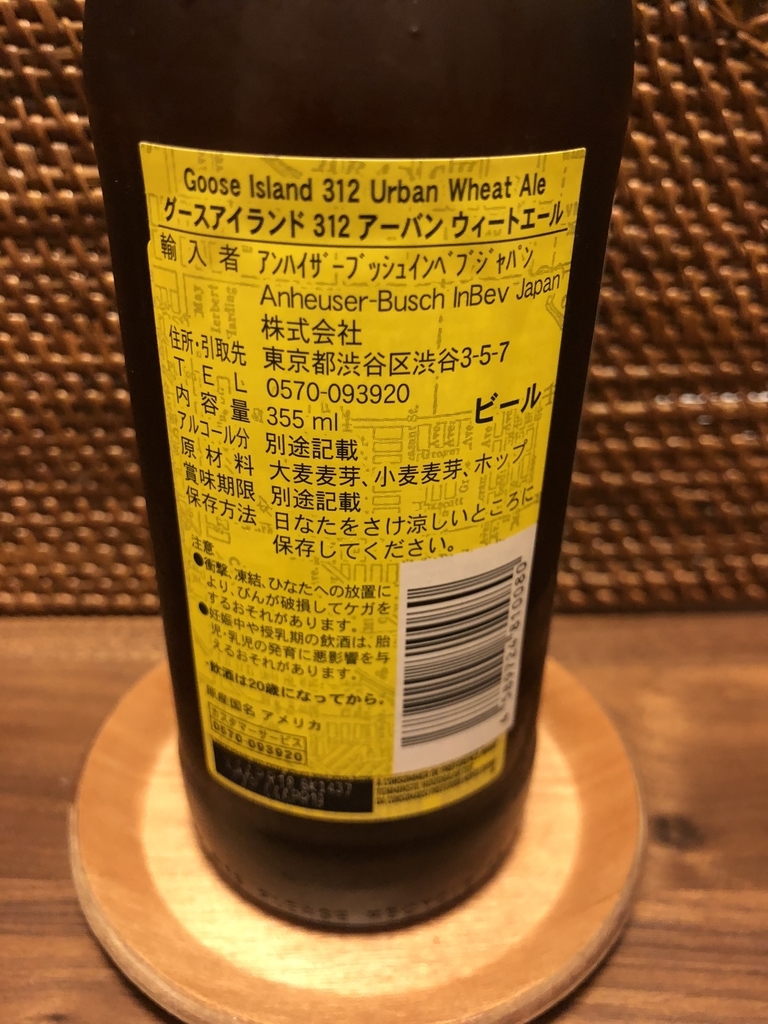 Goose Island 312 Urban Wheat Ale
グースアイランド 312 アーバン ウィートエール
輸入者 アンハイザーブッシュインベブジャパン
Anheuser-Busch InBev Japan
株式会社
住所・引取先 東京都渋谷区渋谷3-5-7
TEL 0570-093920
内容量 355 ml
ビール
アルコール分 別途記載
原材料 大麦麦芽、小麦麦芽、ホップ
賞味期限 別途記載
保存方法 日なたをさけ涼しいところに
保存してください。
注意
●衝撃、凍結、ひなたへの放置に
より、びんが破損してケガを
するおそれがあります。
●妊娠中や授乳期の飲酒は、胎
児・乳児の発育に悪影響を与
えるおそれがあります。
飲酒は20歳になってから。
原産国名 アメリカ
カスタマーサービス
0570-093920